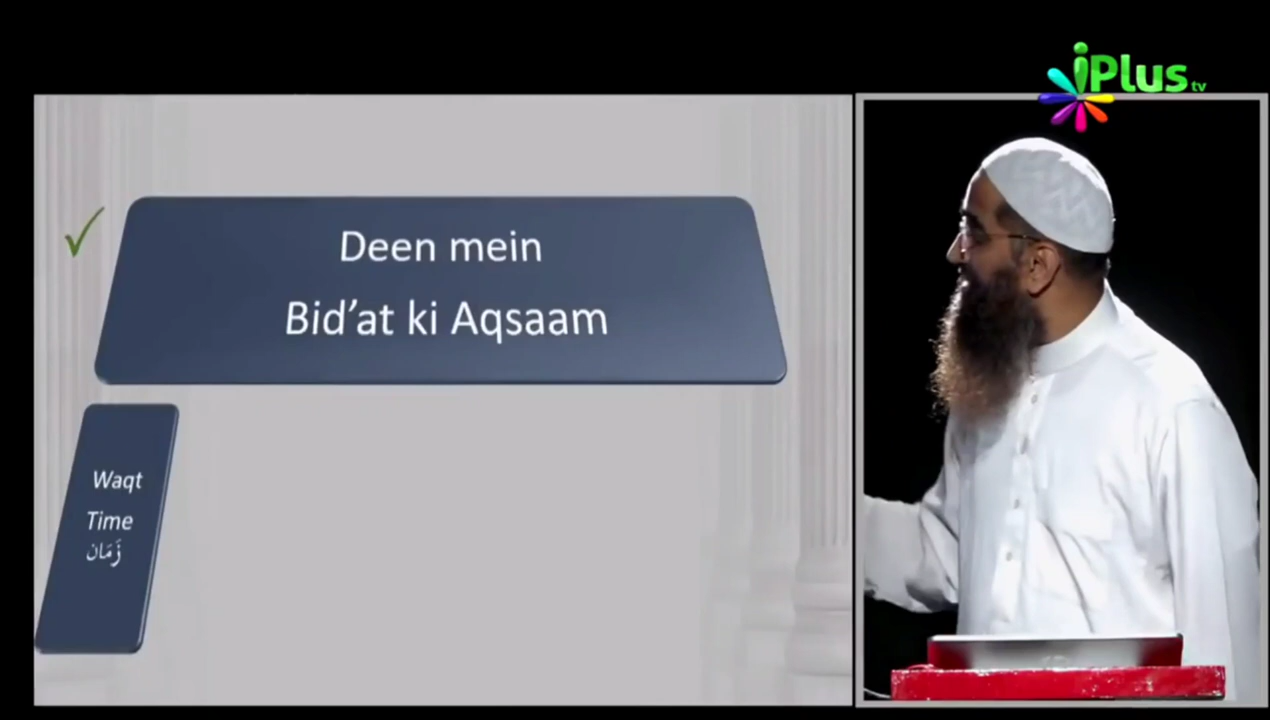 iPlus tv
Deen mein
Bid'at ki Aqsaam
Waqt
Time
زَمَان